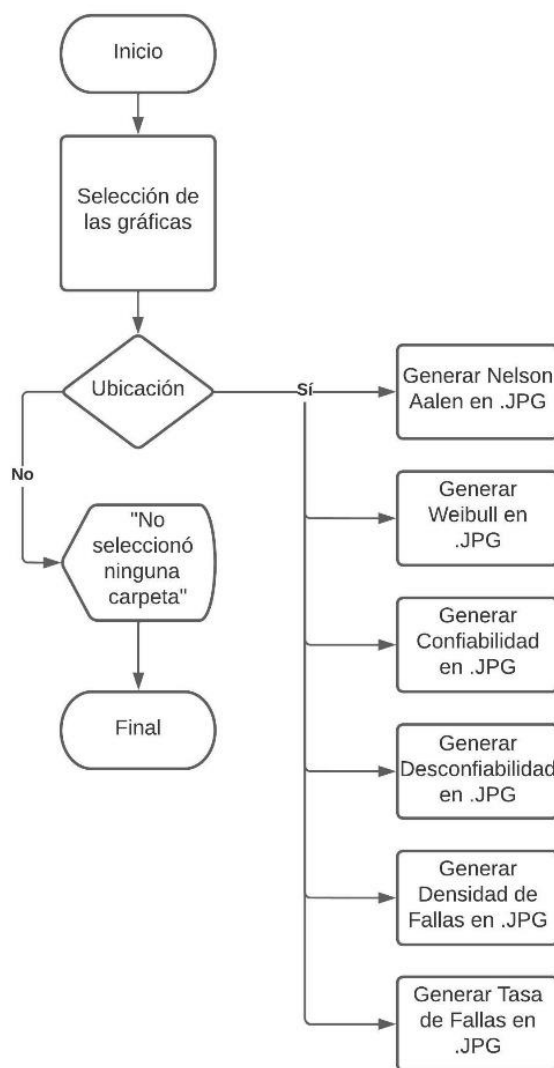 Inicio
Selección de
las gráficas
Ubicación
Sí
No
"No
seleccionó
ninguna
carpeta"
Final
Generar Nelson
Aalen en .JPG
Generar
Weibull en
.JPG
Generar
Confiabilidad
en .JPG
Generar
Desconfiabilidad
en .JPG
Generar
Densidad de
Fallas en .JPG
Generar Tasa
de Fallas en
.JPG